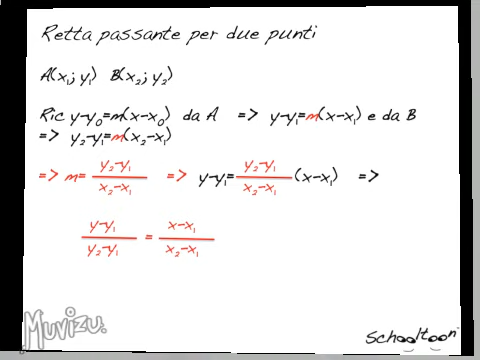 Retta passante per due punti
A(x₁; y₁) B(x₂; y₂)
Ric y-y₀=m(x-x₀) da A => y-y₁=m(x-x₁) e da B
=> y₂-y₁=m(x₂-x₁)
=> m= y₂-y₁ / x₂-x₁ => y-y₁= y₂-y₁ / x₂-x₁ (x-x₁) =>
y-y₁ / y₂-y₁ = x-x₁ / x₂-x₁
Muvizu.
Schooltoon